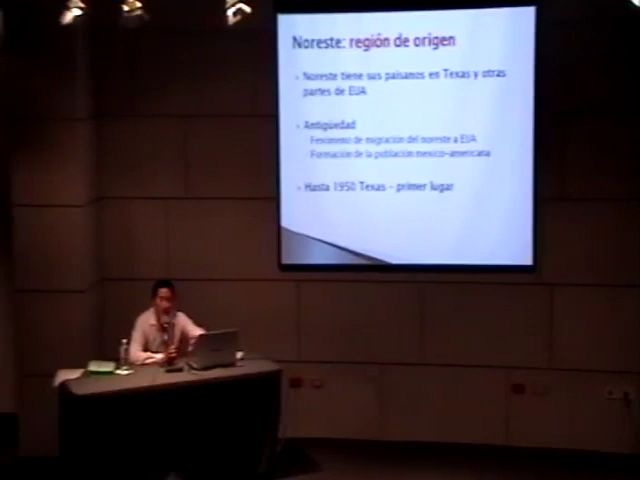 Noreste: región de origen
Noreste tiene sus paisanos en Texas y otras
partes de EUA
Antigüedad
Fenómeno de migración del noreste a EUA
Formación de la población mexico-americana
Hasta 1950 Texas – primer lugar